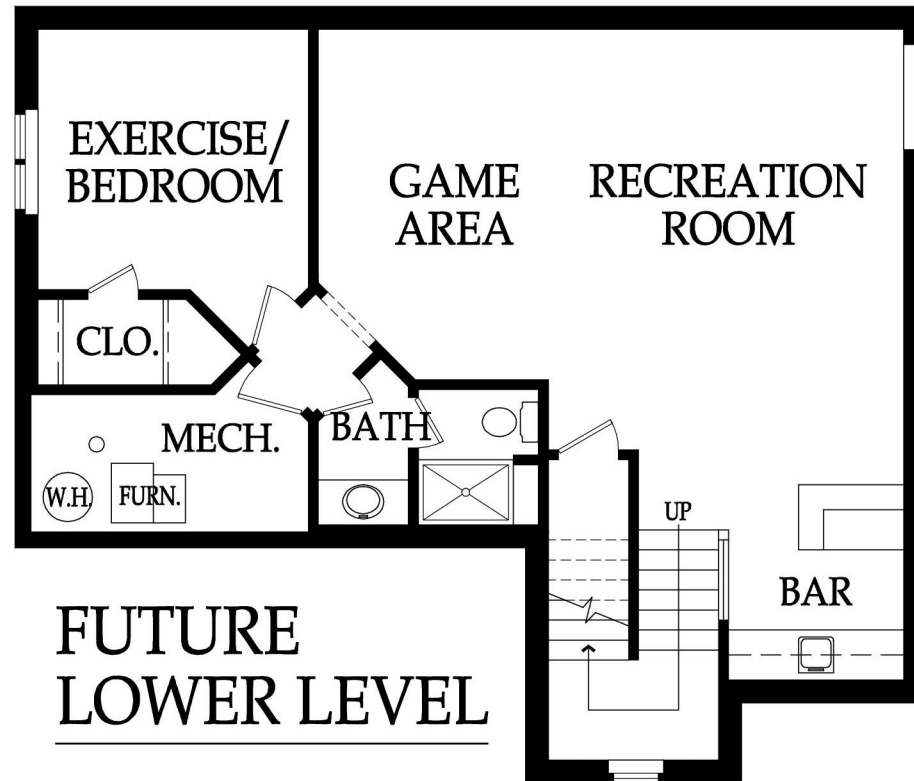 EXERCISE/
BEDROOM
GAME
AREA
RECREATION
ROOM
CLO.
MECH.
BATH
W.H.
FURN.
UP
BAR
FUTURE
LOWER LEVEL